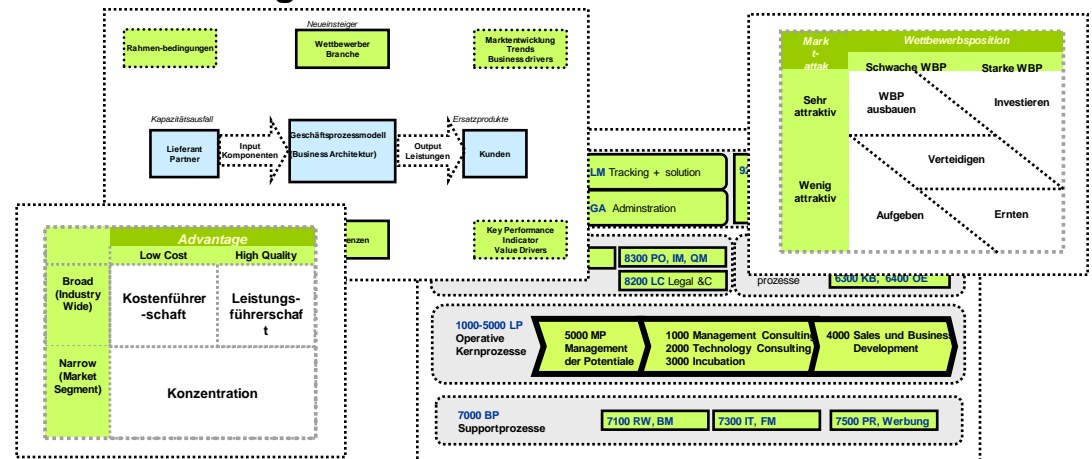 Neueinsteiger
Rahmen-bedingungen
Wettbewerber
Branche
Marktentwicklung
Trends
Business drivers
Kapazitätsausfall
Ersatzprodukte
Lieferant
Partner
Input
Komponenten
Geschäftsprozessmodell
(Business Architektur)
Output
Leistungen
Kunden
Key Performance
Indicator
Value Drivers
Mark
t-
attak
Wettbewerbsposition
Schwache WBP
Starke WBP
Sehr
attraktiv
WBP
ausbauen
Investieren
Verteidigen
Wenig
attraktiv
Aufgeben
Ernten
LM Tracking + solution
GA Adminstration
8300 PO, IM, QM
8200 LC Legal &C
prozesse
6300 KB, 6400 OE
Advantage
Low Cost
High Quality
Broad
(Industry
Wide)
Kostenführer
-schaft
Leistungs-
führerschaf
t
Narrow
(Market
Segment)
Konzentration
1000-5000 LP
Operative
Kernprozesse
5000 MP
Management
der Potentiale
1000 Management Consulting
2000 Technology Consulting
3000 Incubation
4000 Sales und Business
Development
7000 BP
Supportprozesse
7100 RW, BM
7300 IT, FM
7500 PR, Werbung